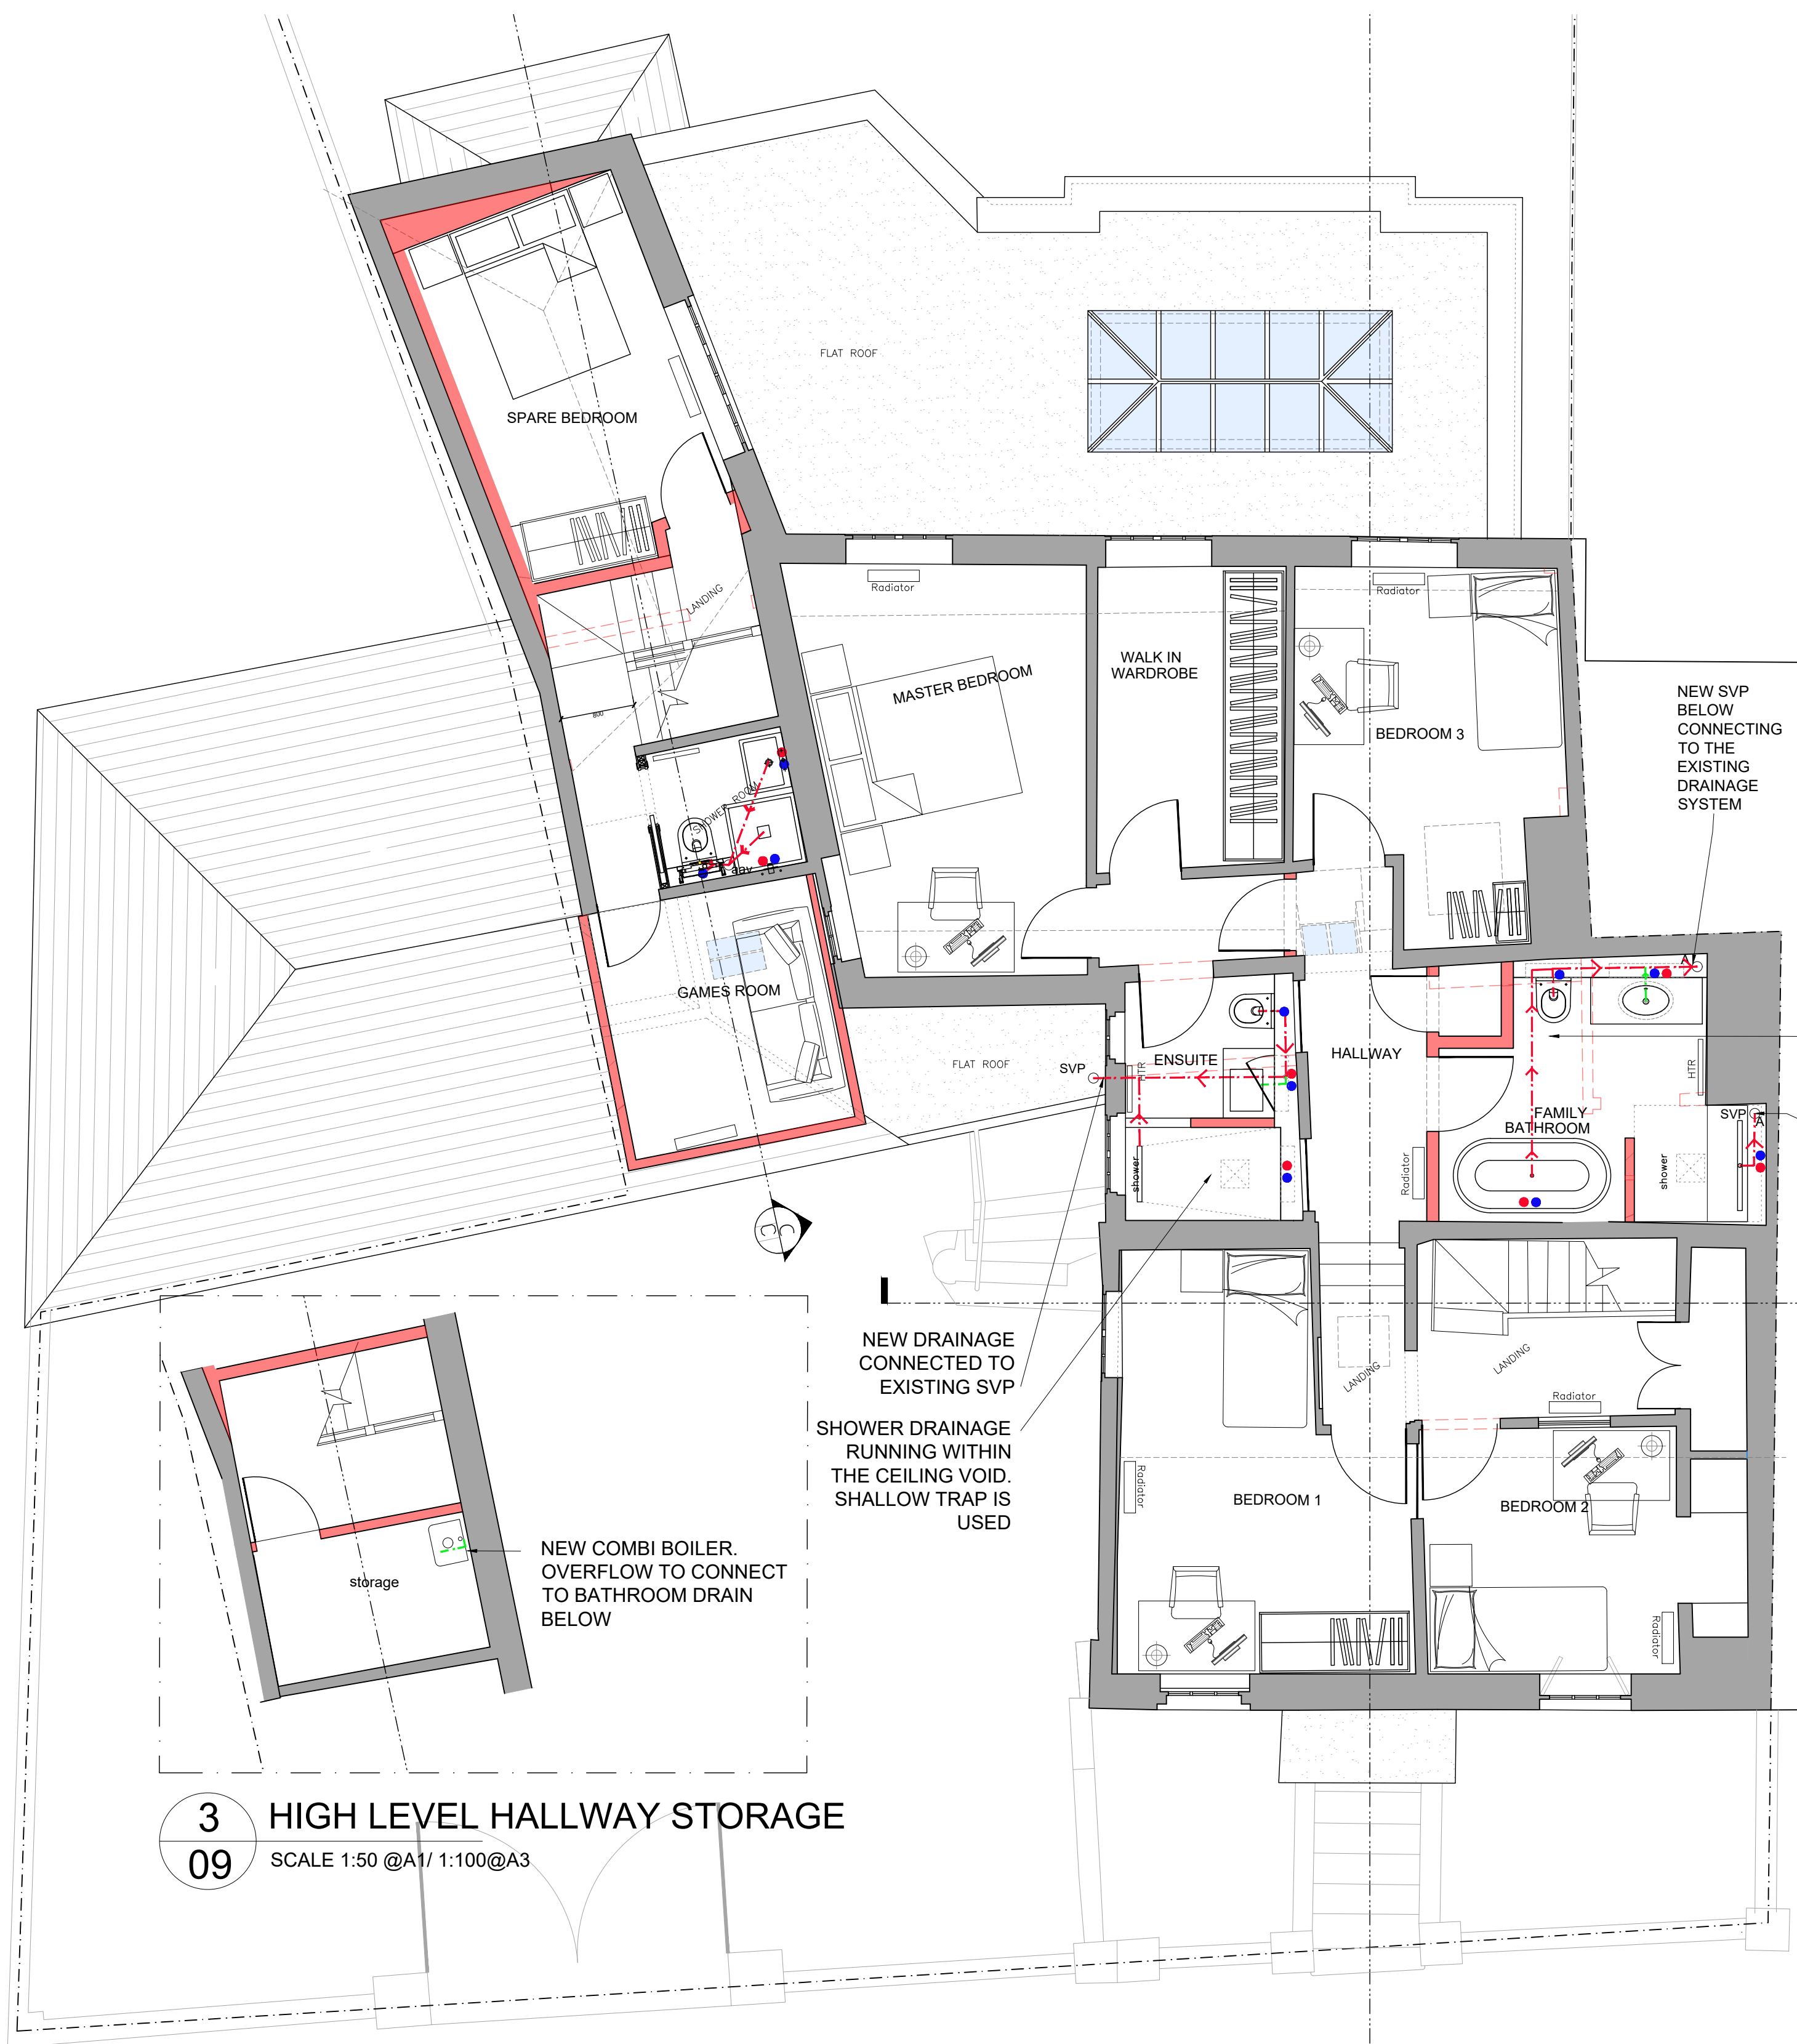 FLAT ROOF
SPARE BEDROOM
LANDING
Radiator
Radiator
WALK IN
WARDROBE
MASTER BEDROOM
BEDROOM 3
NEW SVP
BELOW
CONNECTING
TO THE
EXISTING
DRAINAGE
SYSTEM
800
SHOWER ROOM
aav
GAMES ROOM
A
FLAT ROOF
SVP
HTR
ENSUITE
HALLWAY
HTR
FAMILY
BATHROOM
SVP
A
shower
Radiator
shower
C
C
NEW DRAINAGE
CONNECTED TO
EXISTING SVP
SHOWER DRAINAGE
RUNNING WITHIN
THE CEILING VOID.
SHALLOW TRAP IS
USED
LANDING
LANDING
Radiator
Radiator
BEDROOM 1
BEDROOM 2
Radiator
NEW COMBI BOILER.
OVERFLOW TO CONNECT
TO BATHROOM DRAIN
BELOW
storage
3
09
HIGH LEVEL HALLWAY STORAGE
SCALE 1:50 @A1/ 1:100@A3